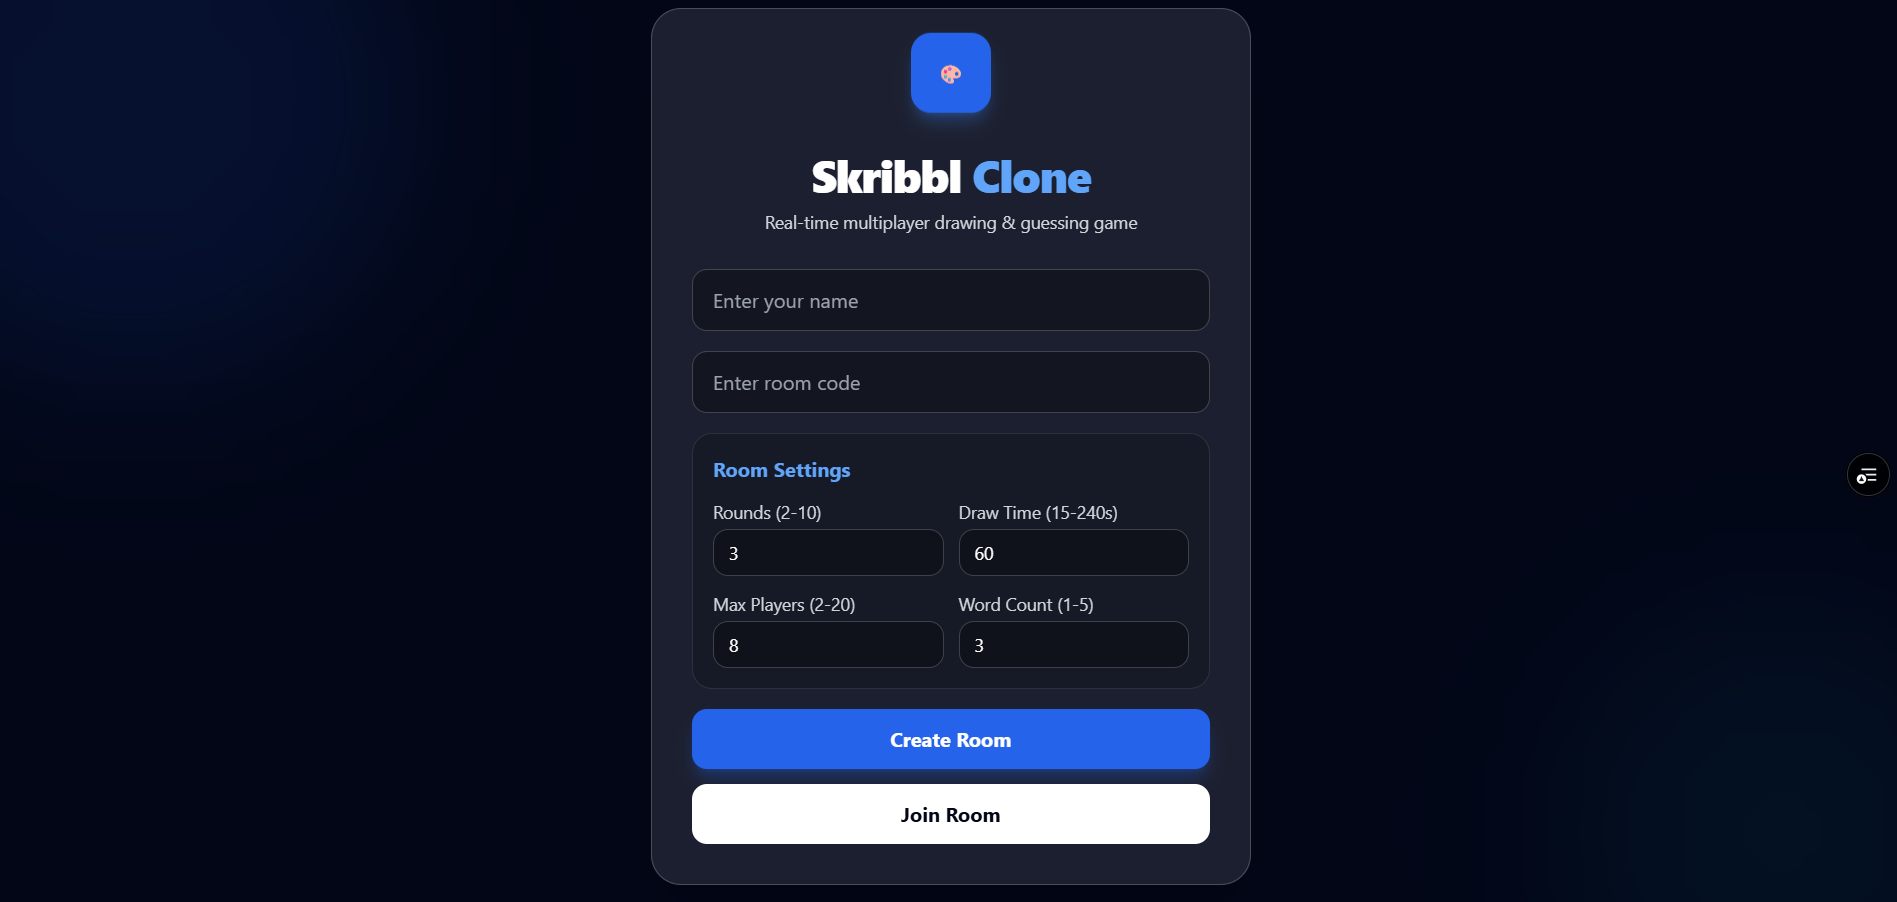 Skribbl Clone
Real-time multiplayer drawing & guessing game
Enter your name
Enter room code
Room Settings
Rounds (2-10)
Draw Time (15-240s)
3
60
Max Players (2-20)
Word Count (1-5)
8
3
Create Room
Join Room